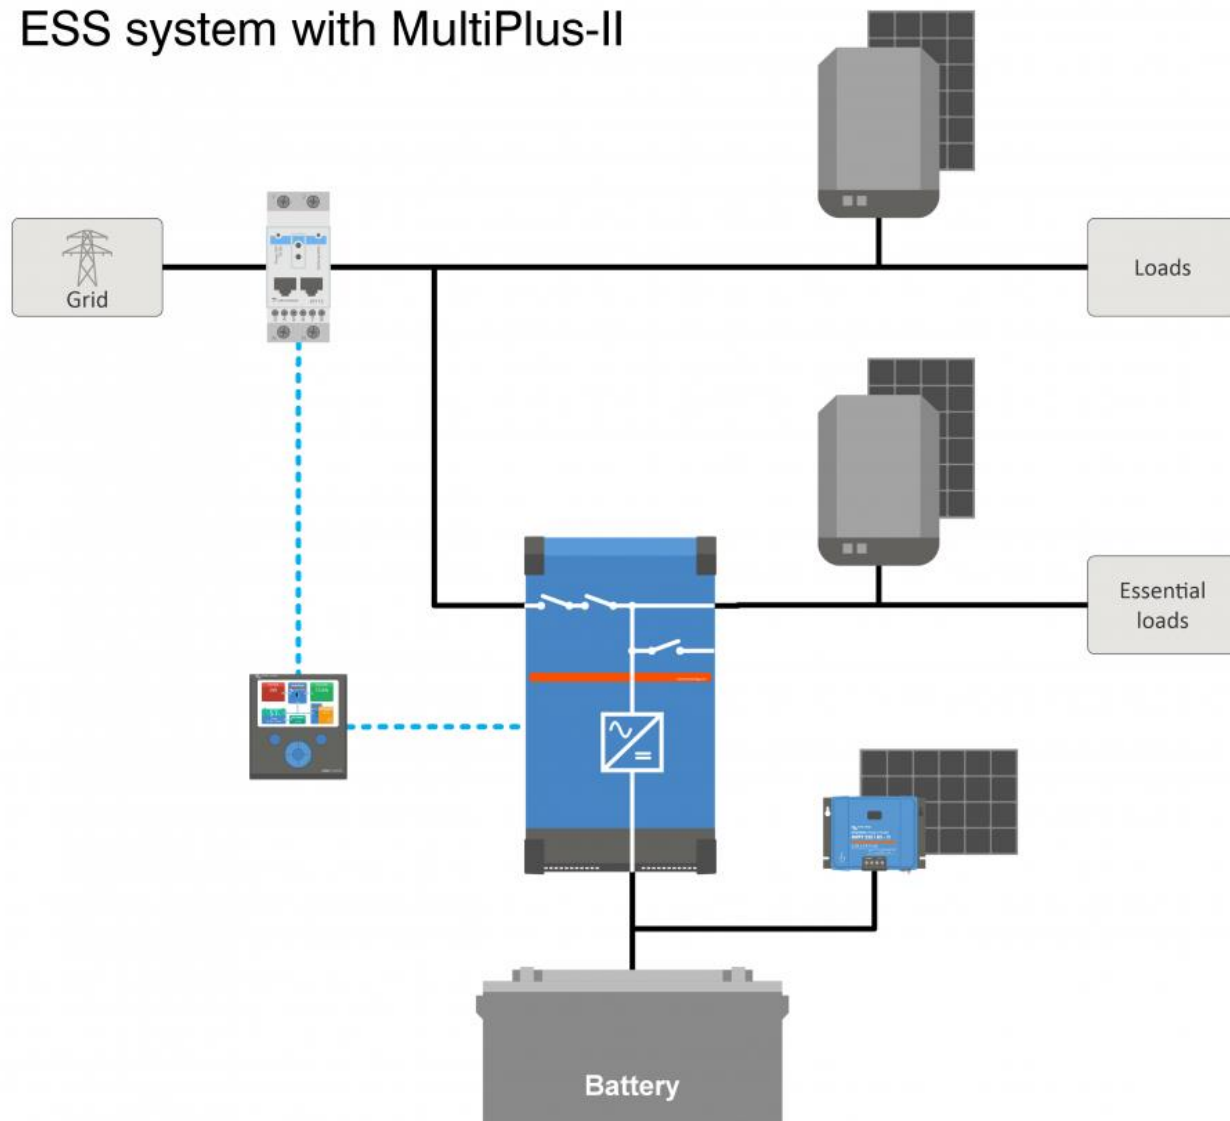 ESS system with MultiPlus-II
Grid
Loads
Essential
loads
Battery